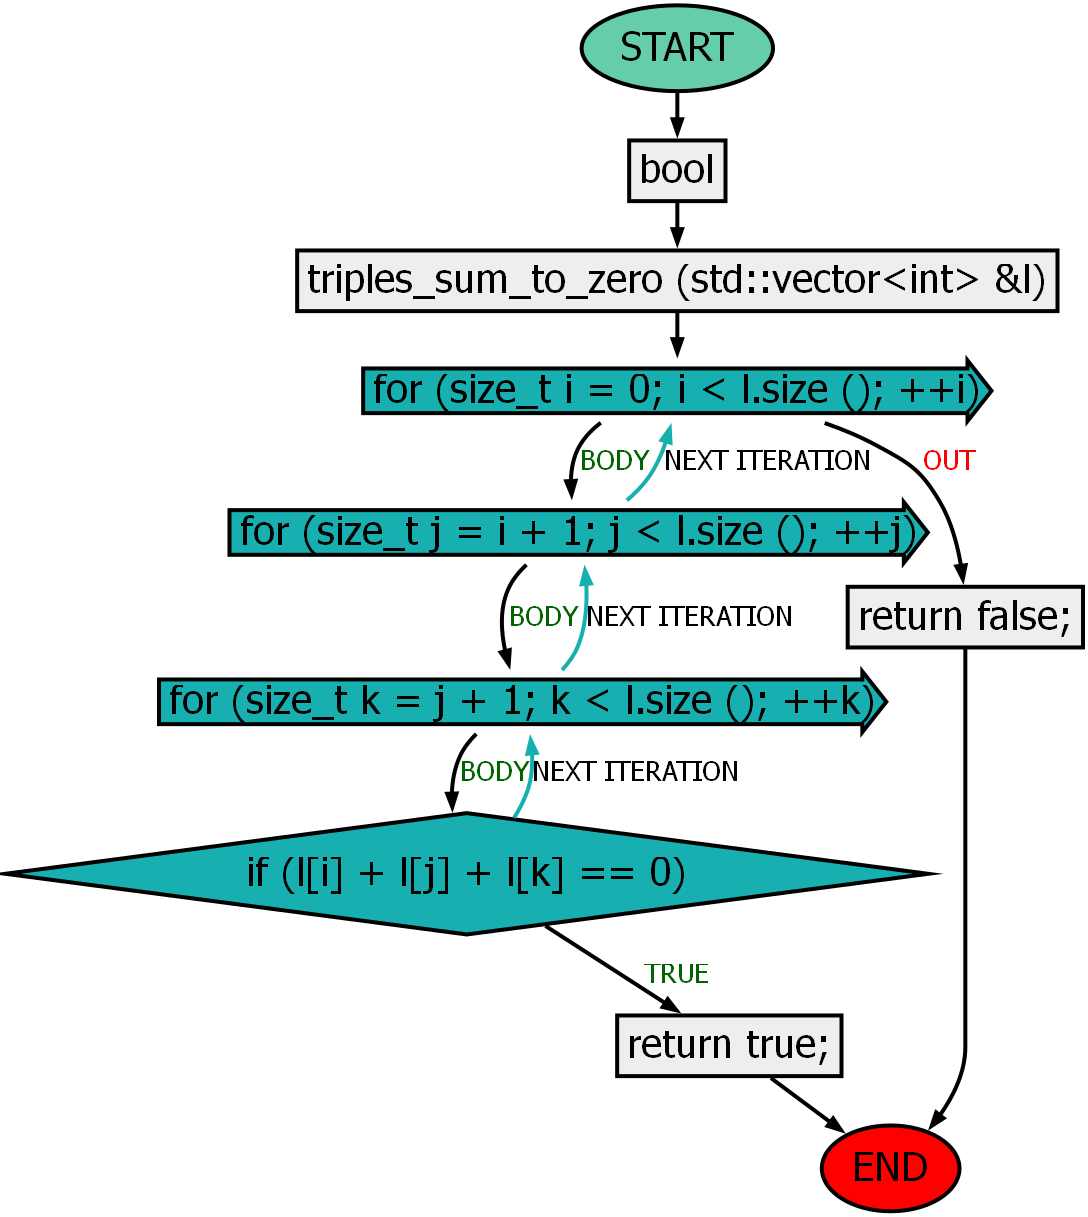 START
bool
triples_sum_to_zero (std::vector<int> &l)
for (size_t i = 0; i < l.size (); ++i)
BODY
NEXT ITERATION
OUT
for (size_t j = i + 1; j < l.size (); ++j)
BODY
NEXT ITERATION
return false;
for (size_t k = j + 1; k < l.size (); ++k)
BODY
NEXT ITERATION
if (l[i] + l[j] + l[k] == 0)
TRUE
return true;
END